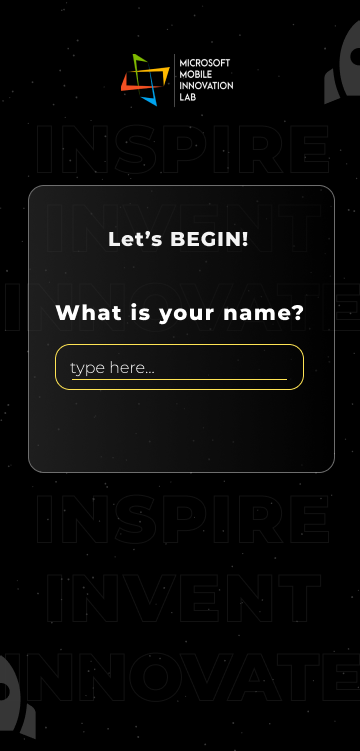 MICROSOFT
MOBILE
INNOVATION
LAB
INSPIRE
INVENT
Let's BEGIN!
INNOVATE
What is your name?
type here...
INSPIRE
INVENT
INNOVATE